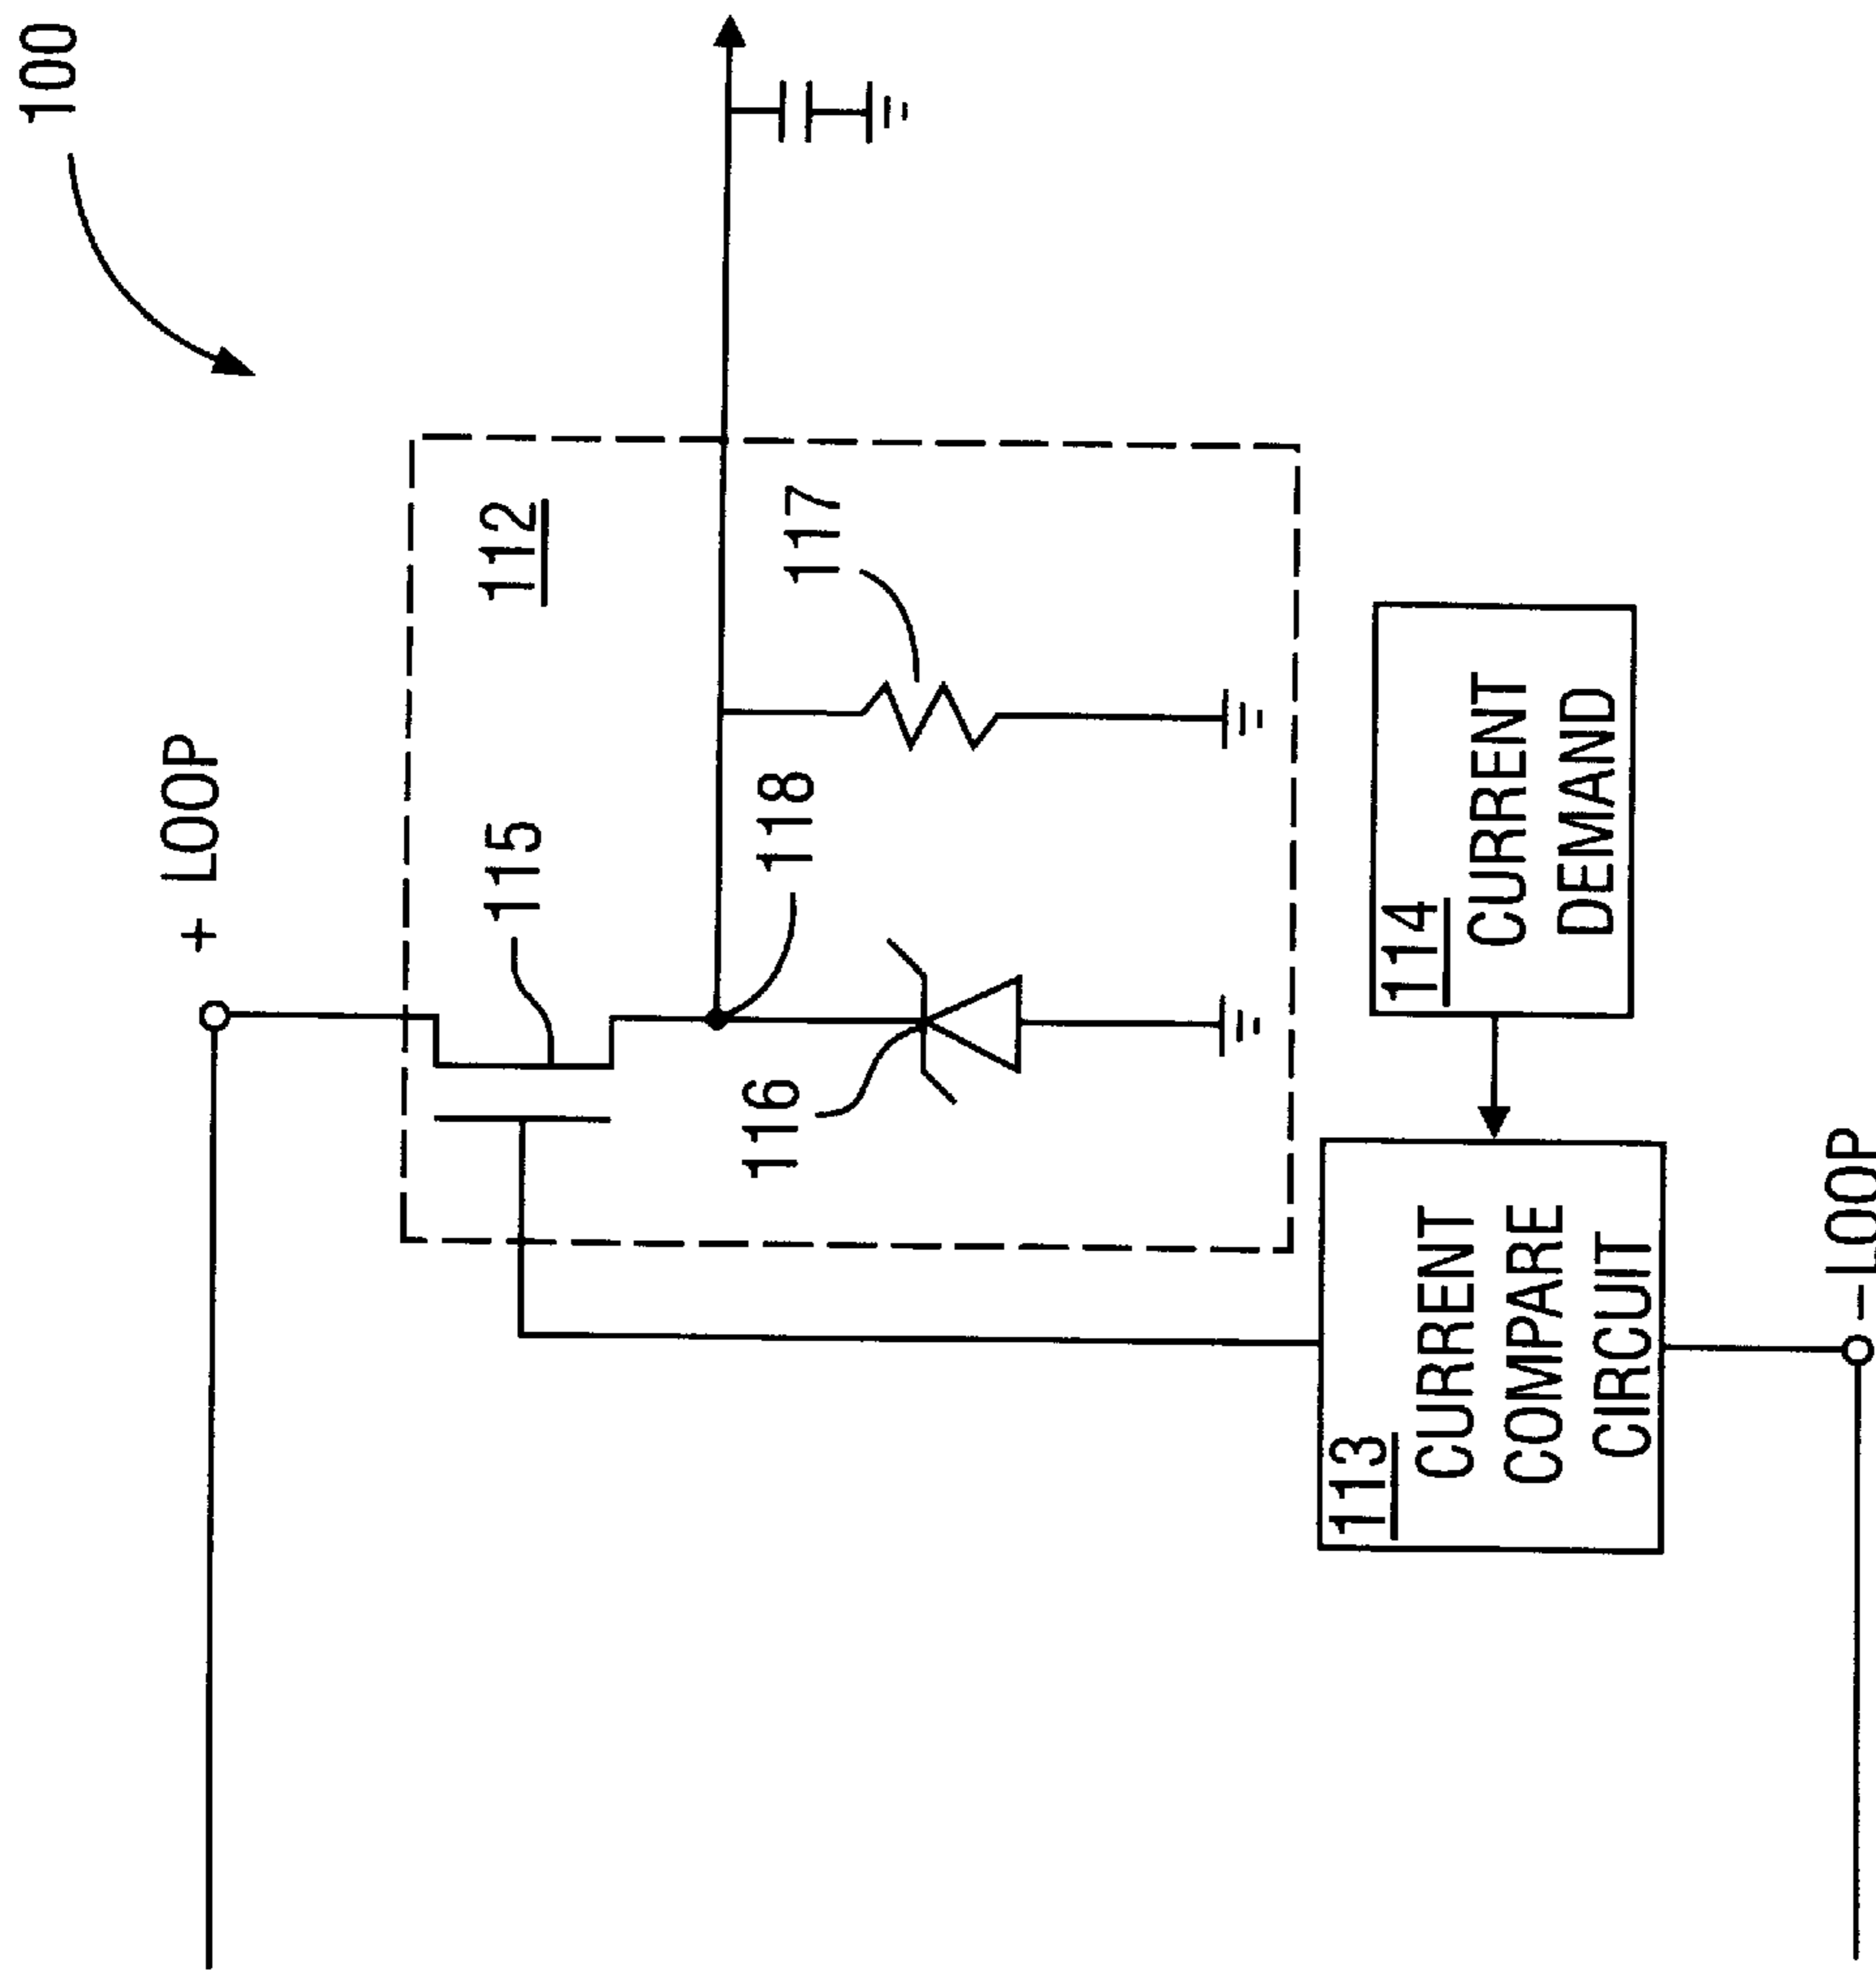 100
+ LOOP
112
115
117
118
116
114
CURRENT
DEMAND
113
CURRENT
COMPARE
CIRCUIT
-LOOP